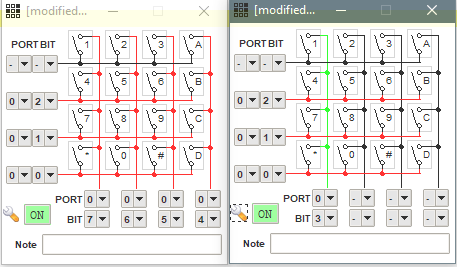 [modified...
PORT BIT
1 2 3 A
- -
4 5 6 B
0 2
7 8 9 C
0 1
* 0 # D
0 0
PORT 0 0 0 0
ON
BIT 7 6 5 4
Note
[modified...
PORT BIT
1 2 3 A
- -
4 5 6 B
0 2
7 8 9 C
0 1
* 0 # D
0 0
PORT 0 - - -
ON
BIT 3 - - -
Note